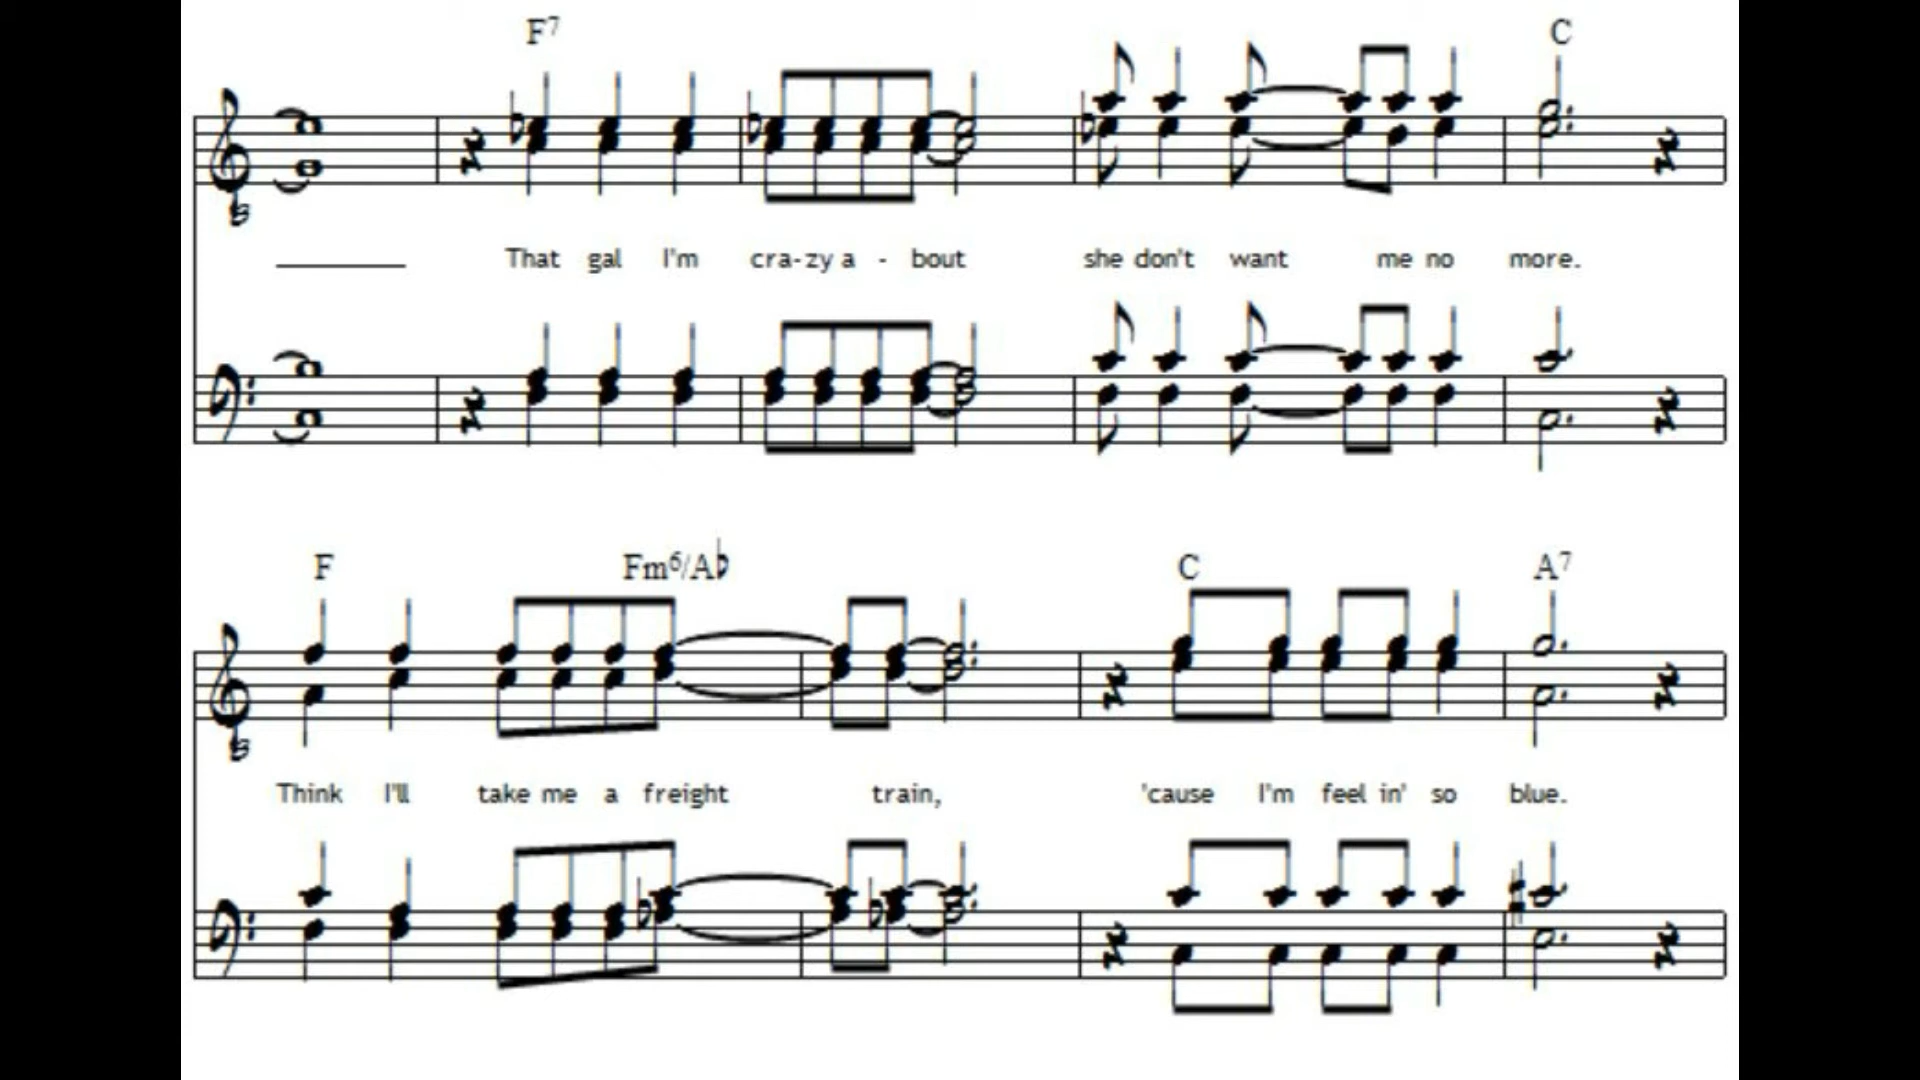 F7 C
That gal I'm cra-zy a - bout she don't want me no more.
F Fm6/A♭ C A7
Think I'll take me a freight train, 'cause I'm feel in' so blue.